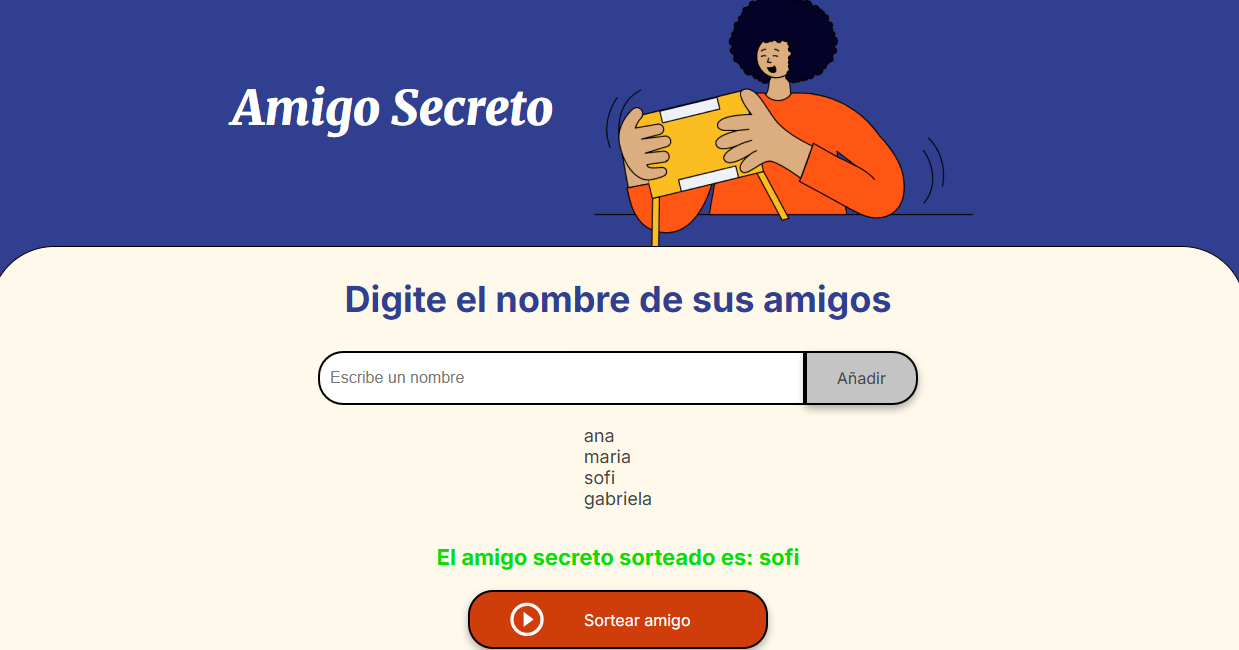 Amigo Secreto
Digite el nombre de sus amigos
Escribe un nombre
Añadir
ana
maria
sofi
gabriela
El amigo secreto sorteado es: sofi
Sortear amigo